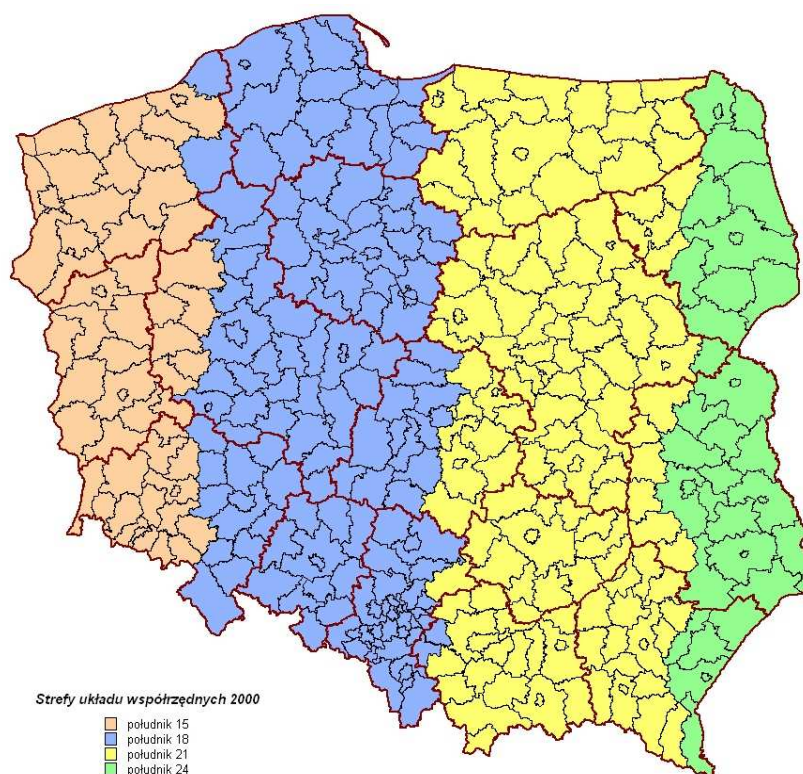 Strefy układu współrzędnych 2000
południk 15
południk 18
południk 21
południk 24